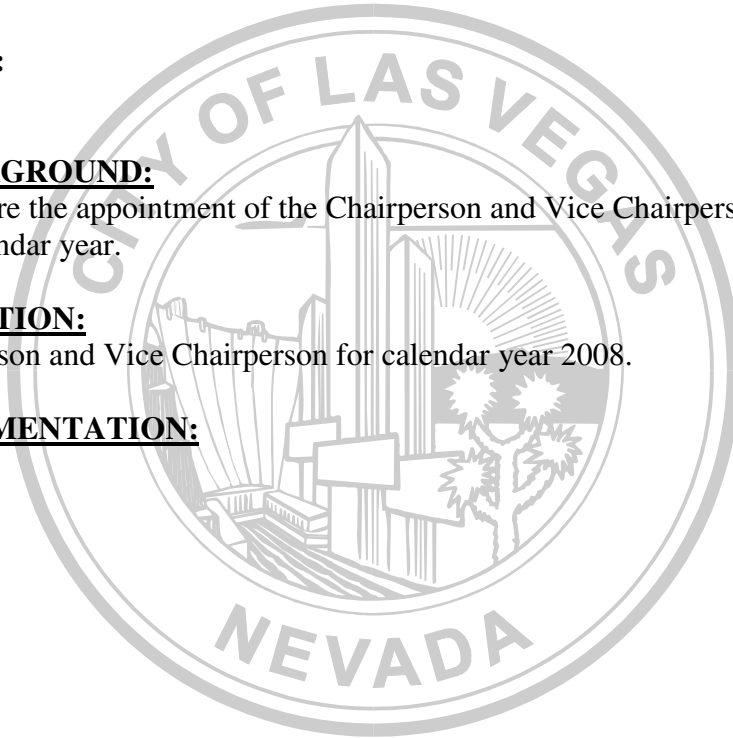 :
GROUND:
re the appointment of the Chairperson and Vice Chairpers
ndar year.
TION:
son and Vice Chairperson for calendar year 2008.
MENTATION:
CITY OF LAS VEGAS
NEVADA